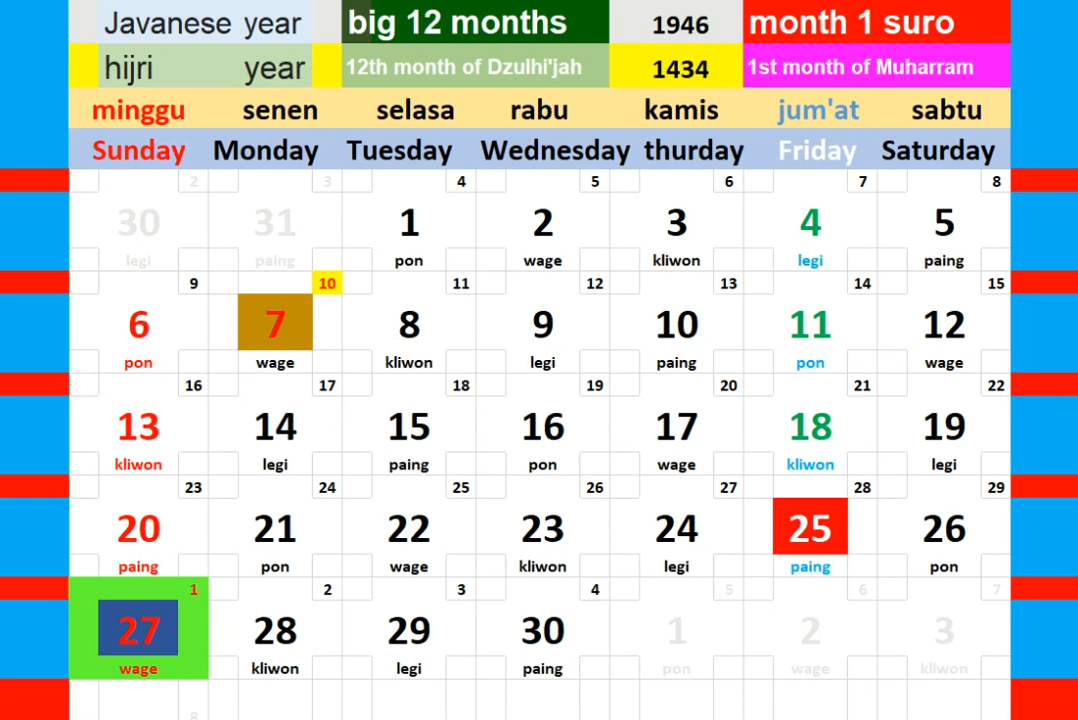 Javanese year big 12 months 1946 month 1 suro
hijri year 12th month of Dzulhi'jah 1434 1st month of Muharram
minggu senen selasa rabu kamis jum'at sabtu
Sunday Monday Tuesday Wednesday thurday Friday Saturday
2 3 4 5 6 7 8
30 31 1 2 3 4 5
legi paing pon wage kliwon legi paing
9 10 11 12 13 14 15
6 7 8 9 10 11 12
pon wage kliwon legi paing pon wage
16 17 18 19 20 21 22
13 14 15 16 17 18 19
kliwon legi paing pon wage kliwon legi
23 24 25 26 27 28 29
20 21 22 23 24 25 26
paing pon wage kliwon legi paing pon
1 2 3 4 5 6 7
27 28 29 30 1 2 3
wage kliwon legi paing pon wage kliwon
8